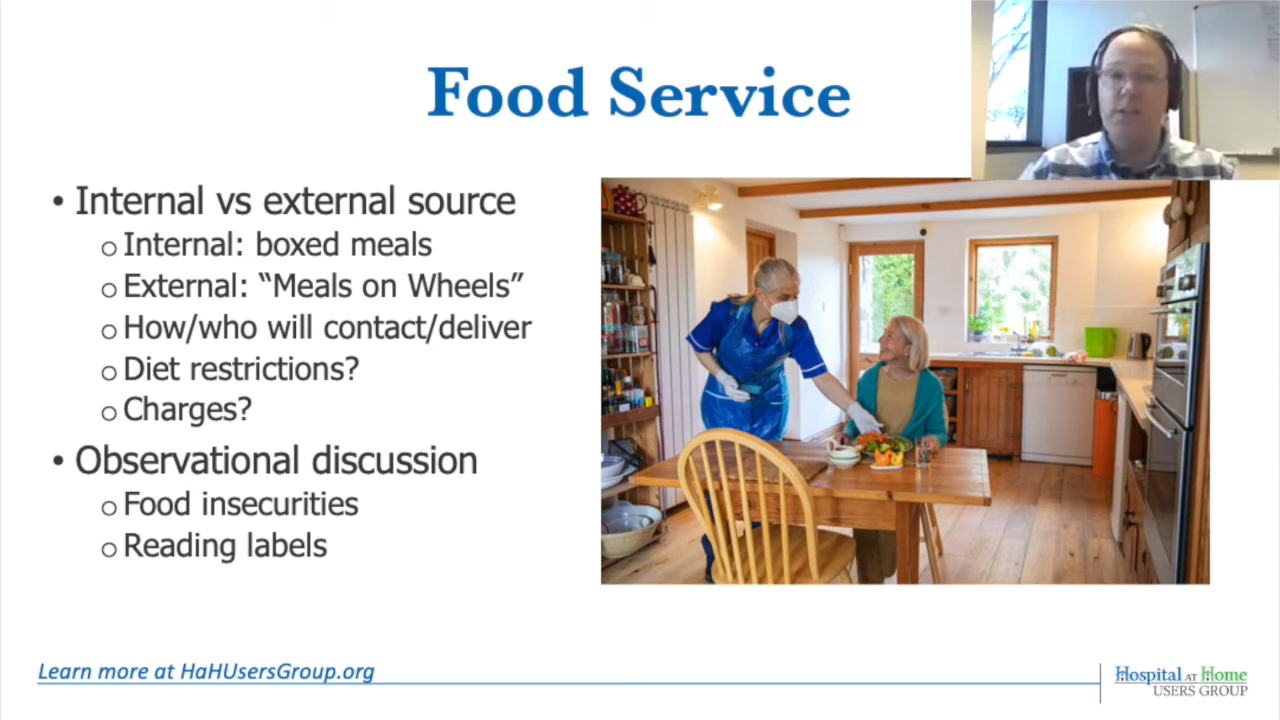 Food Service
• Internal vs external source
o Internal: boxed meals
o External: “Meals on Wheels”
o How/who will contact/deliver
o Diet restrictions?
o Charges?
• Observational discussion
o Food insecurities
o Reading labels
Learn more at HaHUsersGroup.org
Hospital AT Home
USERS GROUP